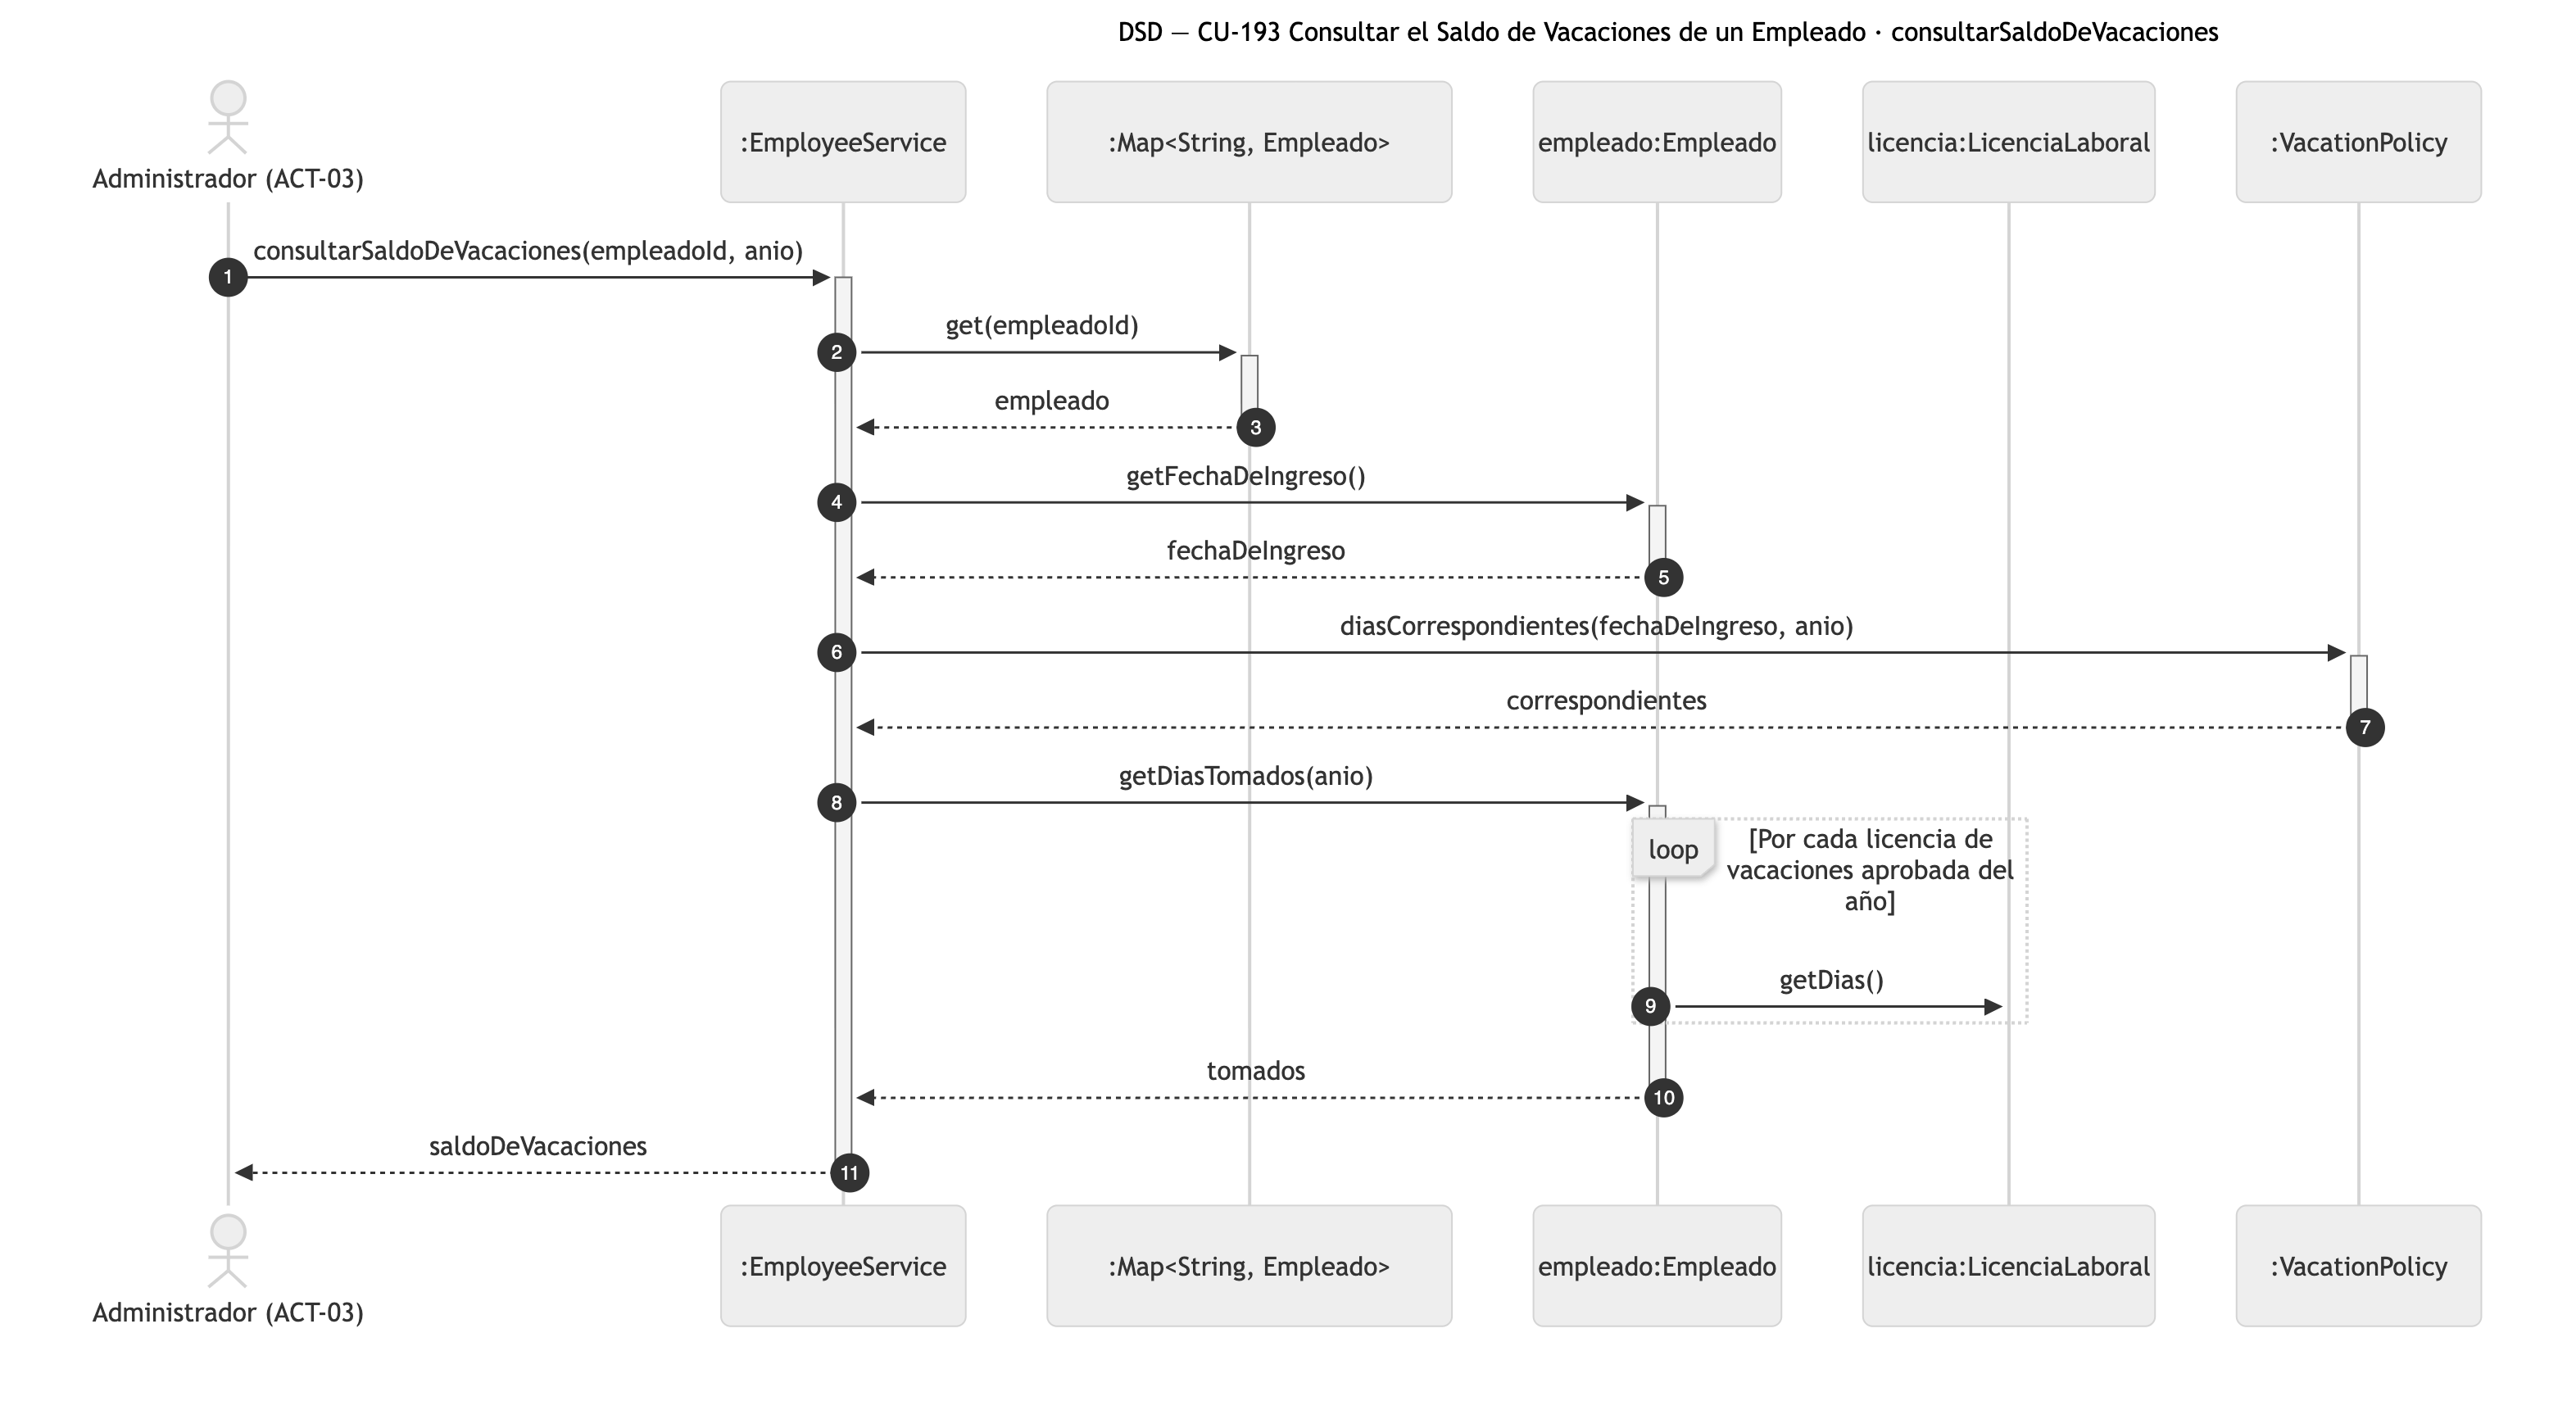 DSD — CU-193 Consultar el Saldo de Vacaciones de un Empleado · consultarSaldoDeVacaciones
Administrador (ACT-03)
:EmployeeService
:Map<String, Empleado>
empleado:Empleado
licencia:LicenciaLaboral
:VacationPolicy
consultarSaldoDeVacaciones(empleadoId, anio)
1
get(empleadoId)
2
empleado
3
getFechaDeIngreso()
4
fechaDeIngreso
5
diasCorrespondientes(fechaDeIngreso, anio)
6
correspondientes
7
getDiasTomados(anio)
8
loop
[Por cada licencia de
vacaciones aprobada del
año]
getDias()
9
tomados
10
saldoDeVacaciones
11
Administrador (ACT-03)
:EmployeeService
:Map<String, Empleado>
empleado:Empleado
licencia:LicenciaLaboral
:VacationPolicy